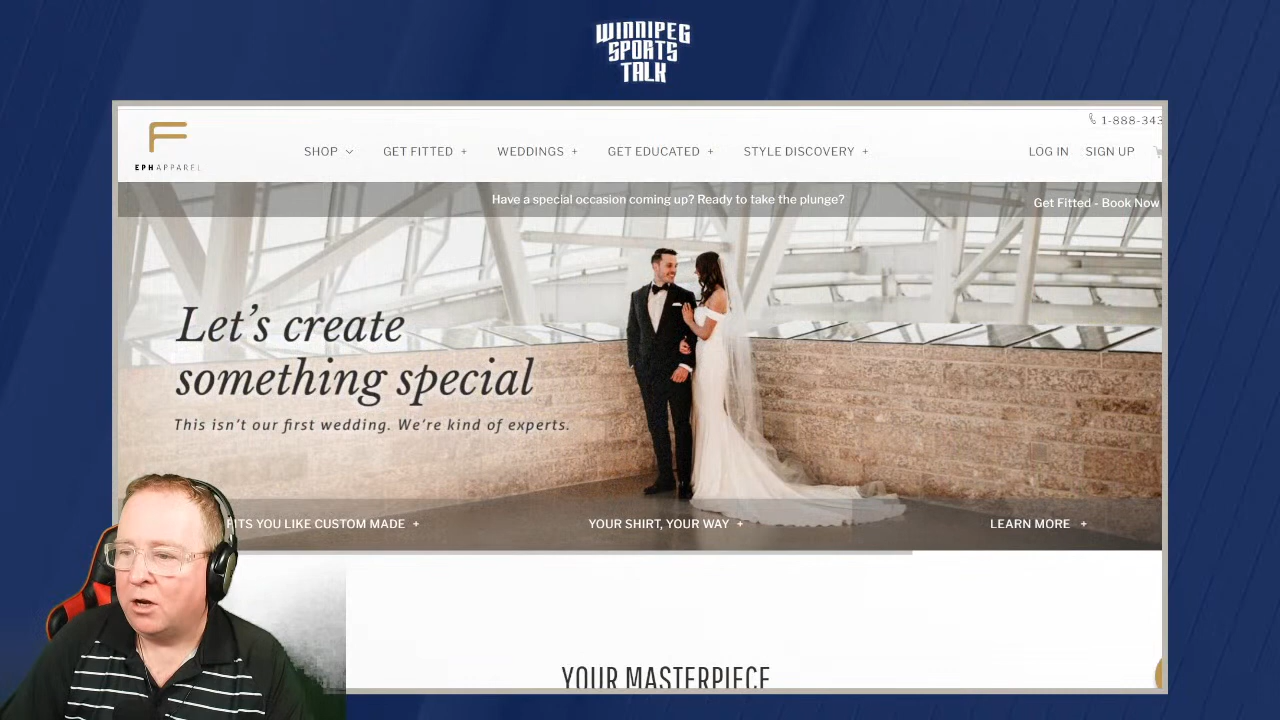 WINNIPEG
SPORTS
TALK
1-888-343
EPH APPAREL
SHOP
GET FITTED +
WEDDINGS +
GET EDUCATED +
STYLE DISCOVERY +
LOG IN
SIGN UP
Have a special occasion coming up? Ready to take the plunge?
Get Fitted - Book Now
Let's create
something special
This isn't our first wedding. We're kind of experts.
FITS YOU LIKE CUSTOM MADE +
YOUR SHIRT, YOUR WAY +
LEARN MORE +
YOUR MASTERPIECE